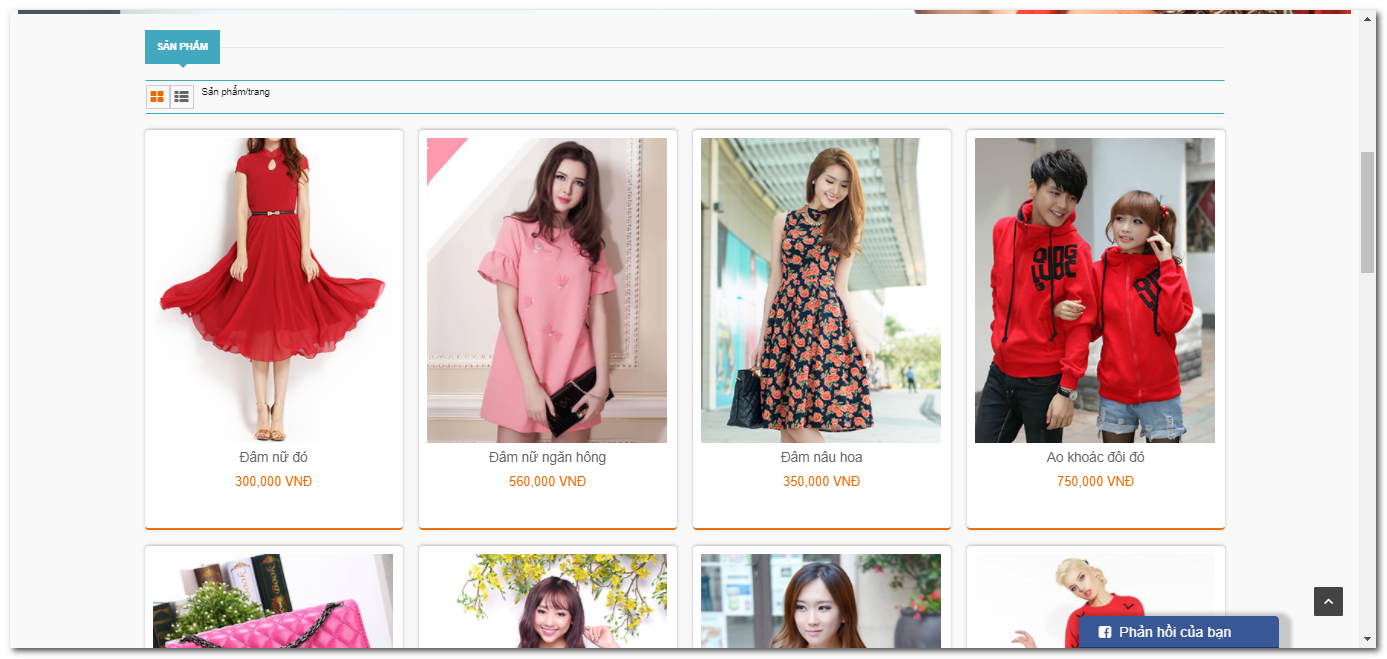 SẢN PHẨM
Sản phẩm/trang
Đầm nữ đỏ
Đầm nữ ngắn hồng
Đầm nâu hoa
Áo khoác đôi đỏ
300,000 VNĐ
560,000 VNĐ
350,000 VNĐ
750,000 VNĐ
Phản hồi của bạn